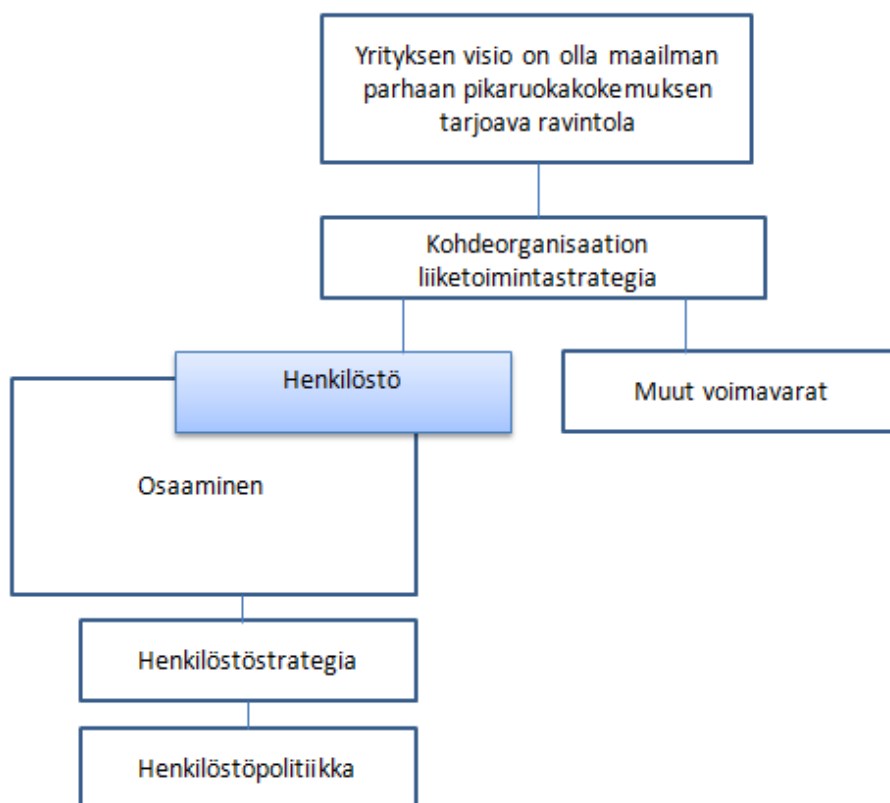 Yrityksen visio on olla maailman
parhaan pikaruokakokemuksen
tarjoava ravintola
Kohdeorganisaation
liiketoimintastrategia
Henkilöstö
Muut voimavarat
Osaaminen
Henkilöstöstrategia
Henkilöstöpolitiikka